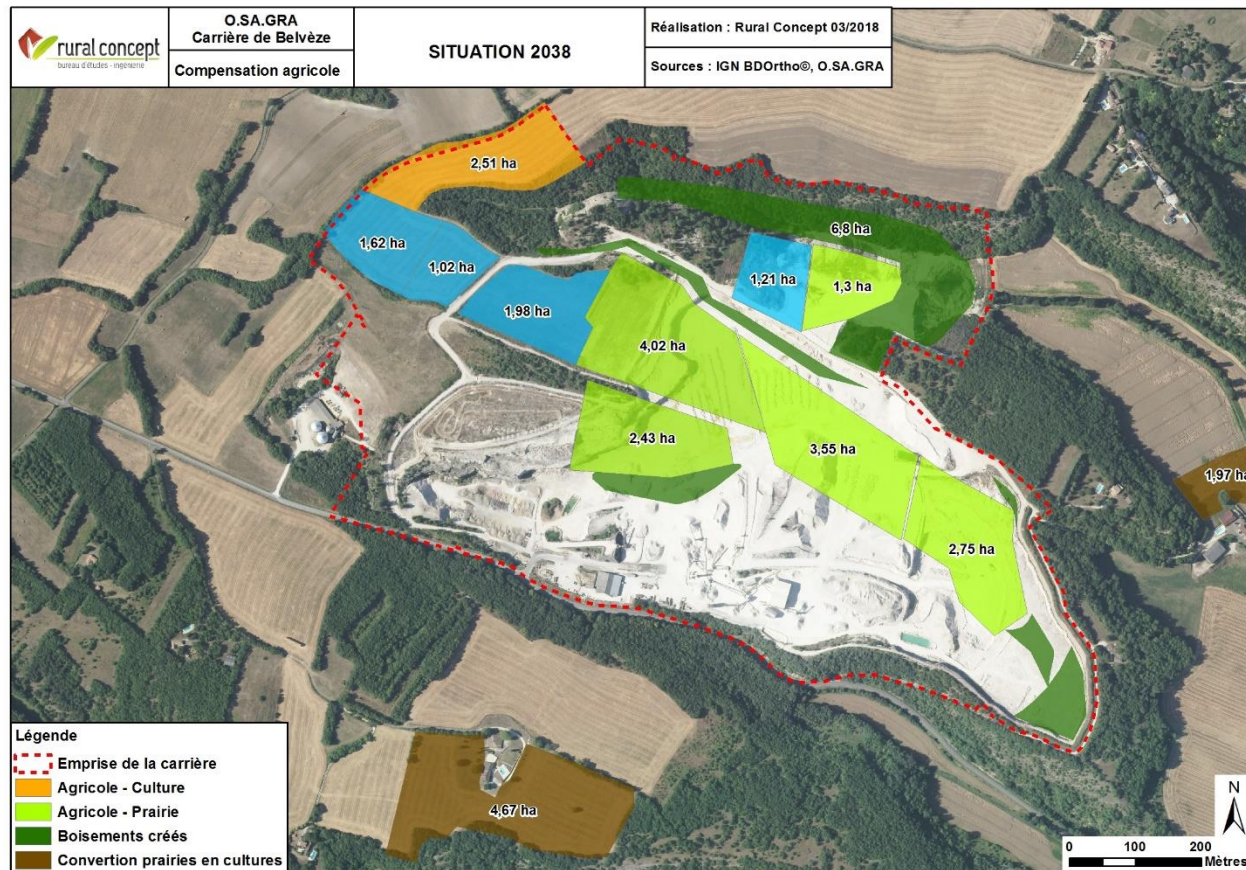 rural concept
bureau d'études - ingénierie
O.SA.GRA
Carrière de Belvèze
Compensation agricole
SITUATION 2038
Réalisation : Rural Concept 03/2018
Sources : IGN BDOrtho®, O.SA.GRA
2,51 ha
1,62 ha
1,02 ha
6,8 ha
1,21 ha
1,3 ha
1,98 ha
4,02 ha
2,43 ha
3,55 ha
1,97 ha
2,75 ha
4,67 ha
Légende
Emprise de la carrière
Agricole - Culture
Agricole - Prairie
Boisements créés
Convertion prairies en cultures
N
0 100 200
Mètres